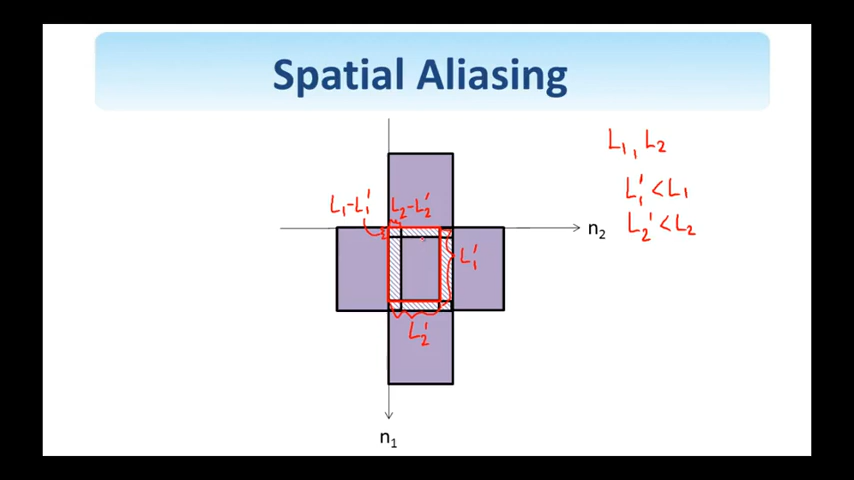 Spatial Aliasing
L₁, L₂
L₁' < L₁
L₁-L₁' L₂-L₂'
L₂' < L₂
n₂
L₁'
L₂'
n₁